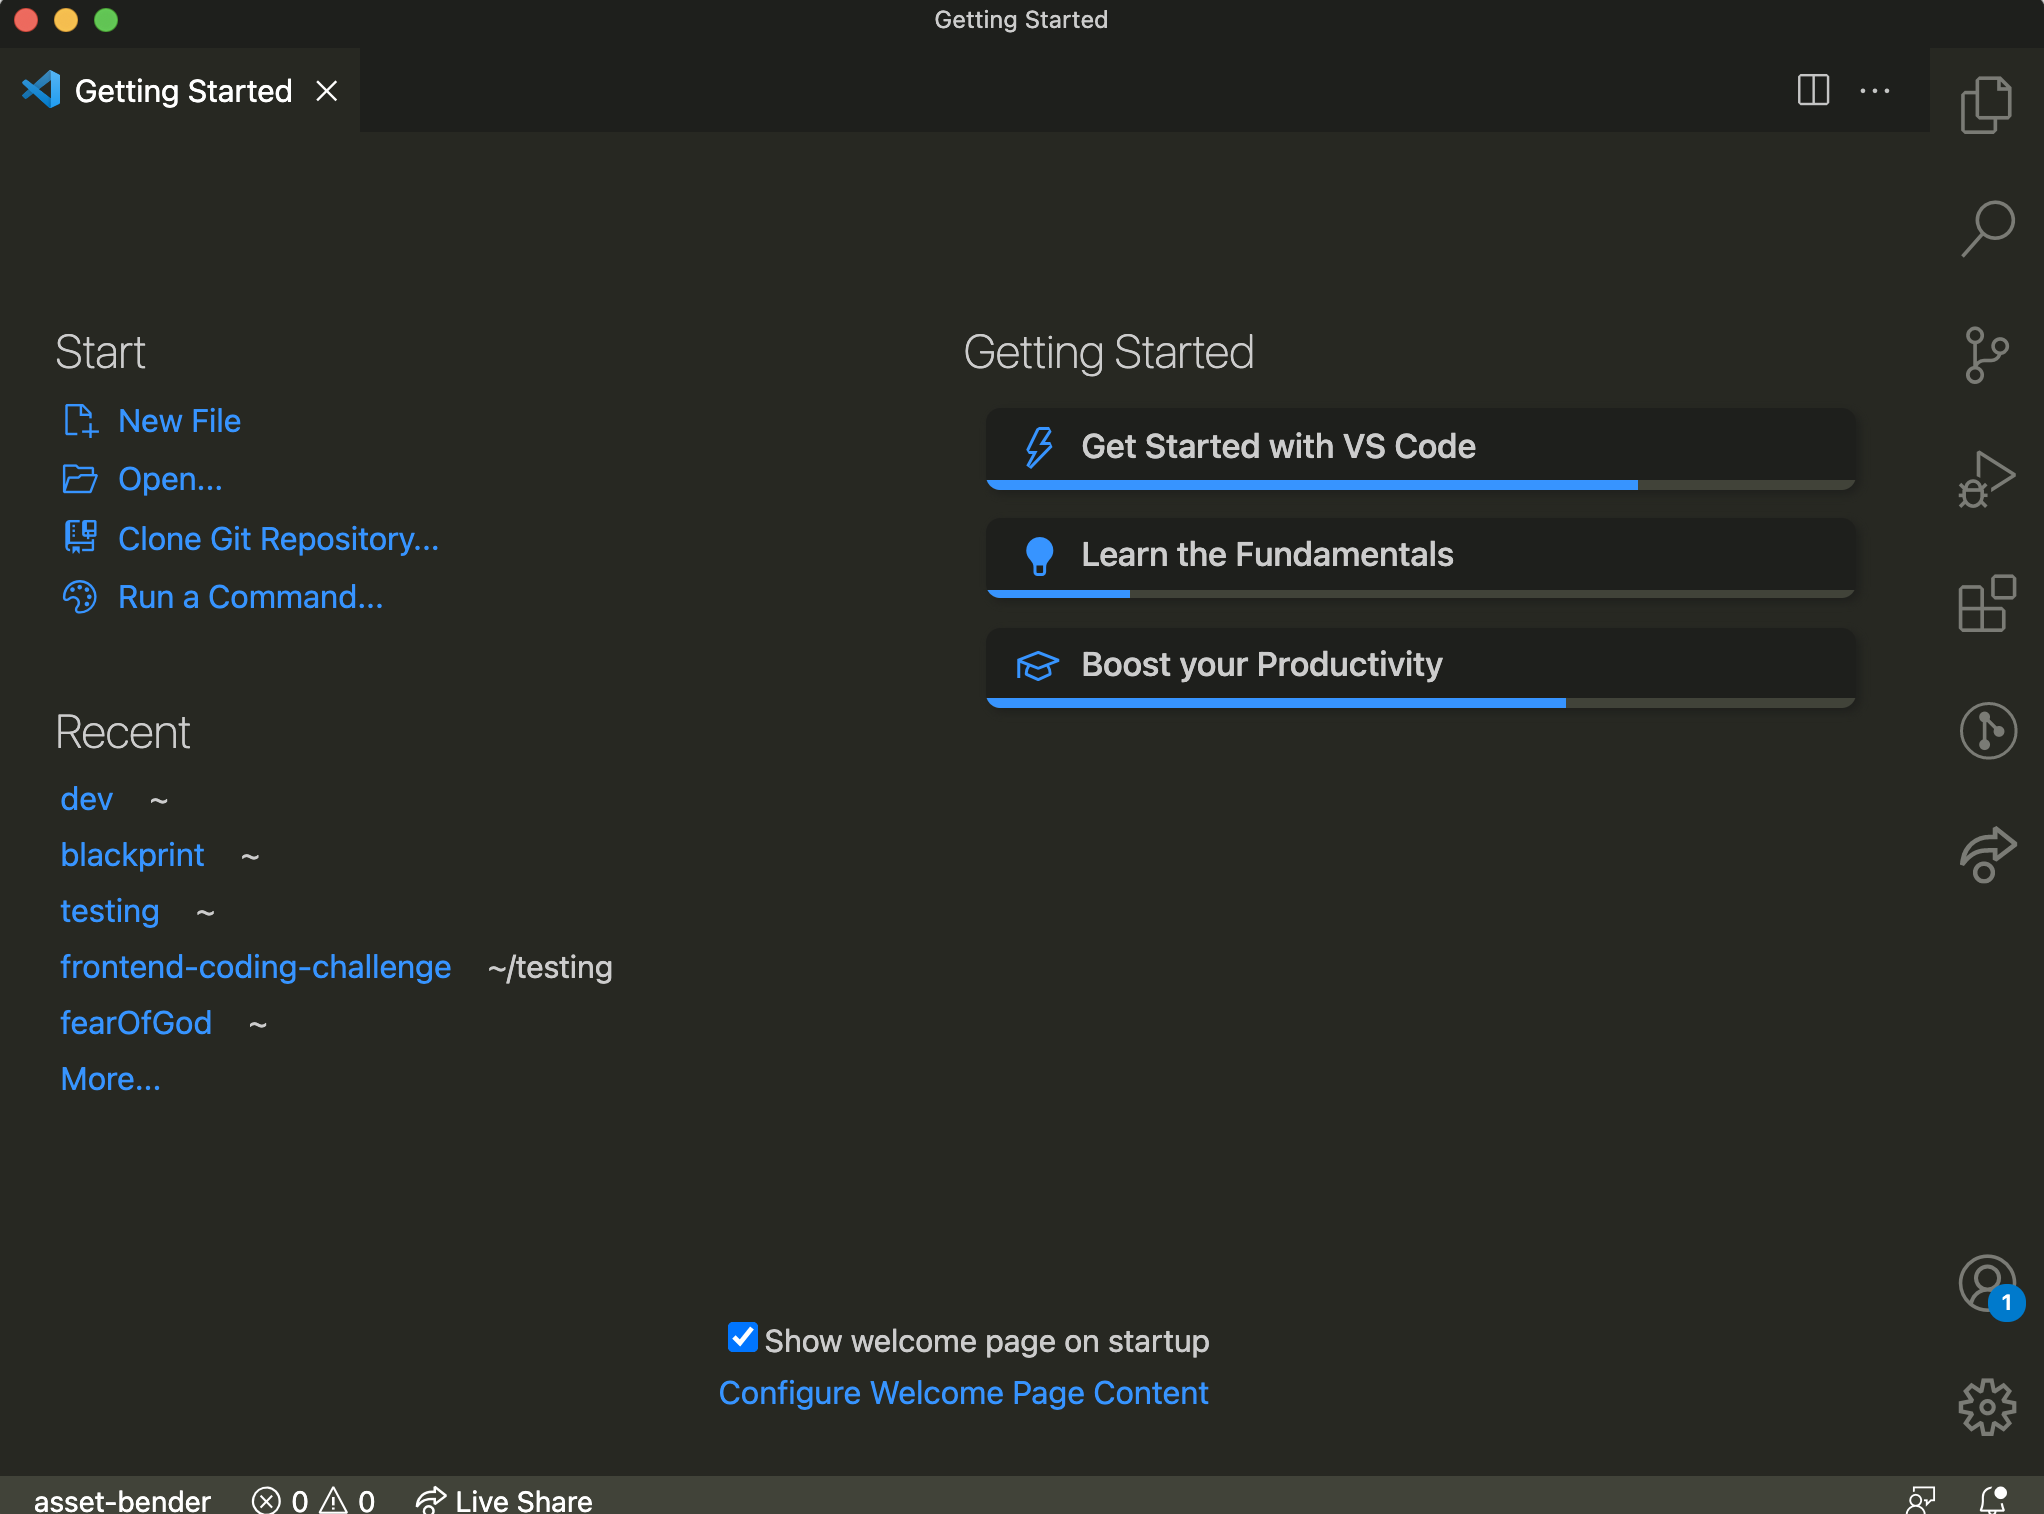 Getting Started
Getting Started
Start
New File
Open...
Clone Git Repository...
Run a Command...
Recent
dev ~
blackprint ~
testing ~
frontend-coding-challenge ~/testing
fearOfGod ~
More...
Getting Started
Get Started with VS Code
Learn the Fundamentals
Boost your Productivity
1
Show welcome page on startup
Configure Welcome Page Content
asset-bender 0 0 Live Share